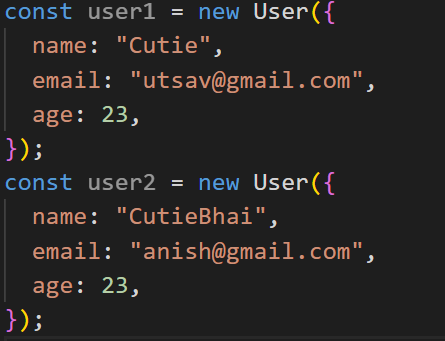 const user1 = new User({
  name: "Cutie",
  email: "utsav@gmail.com",
  age: 23,
});
const user2 = new User({
  name: "CutieBhai",
  email: "anish@gmail.com",
  age: 23,
});